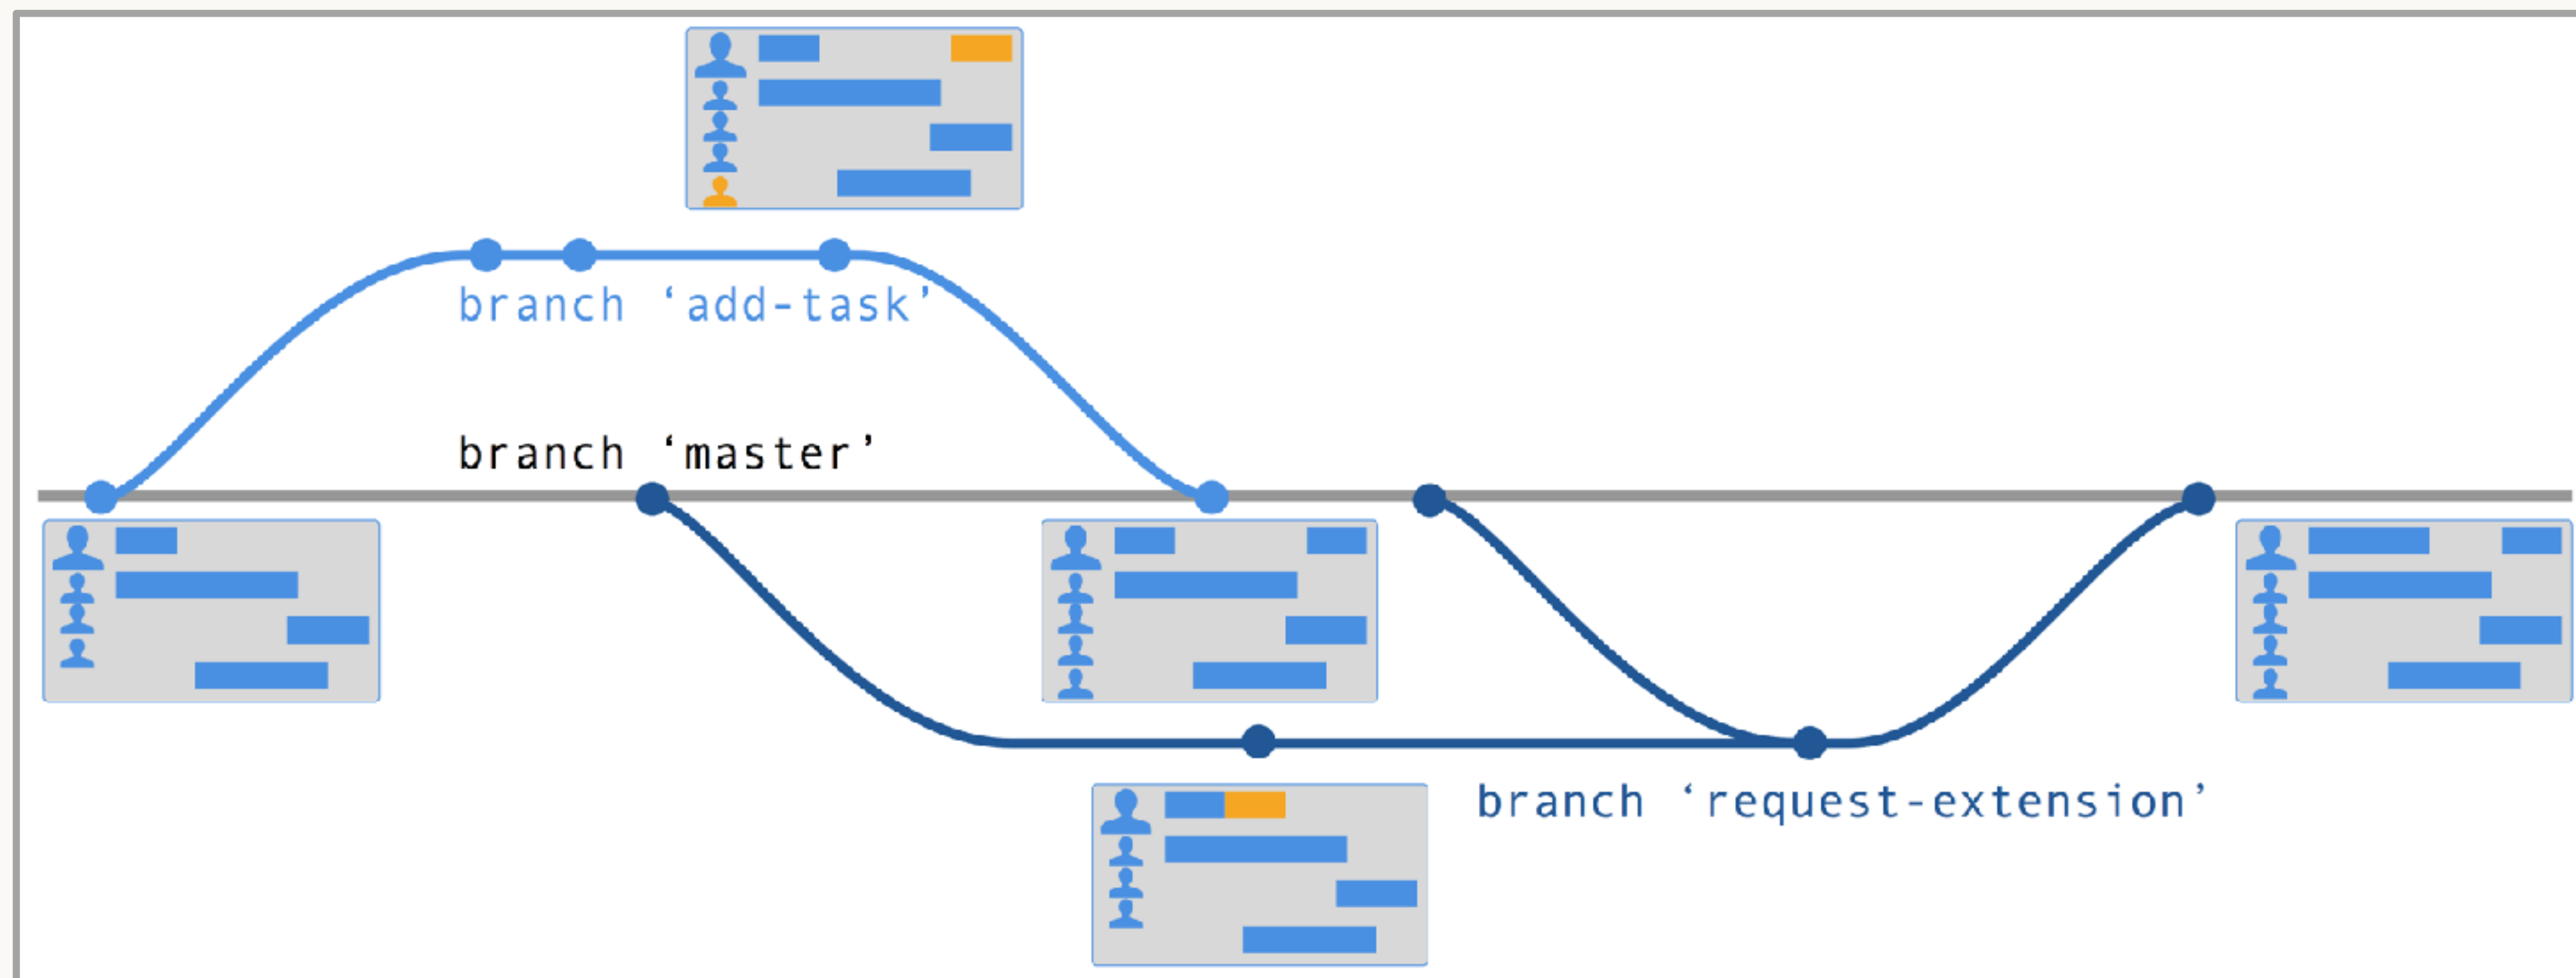 branch ‘add-task’
branch ‘master’
branch ‘request-extension’